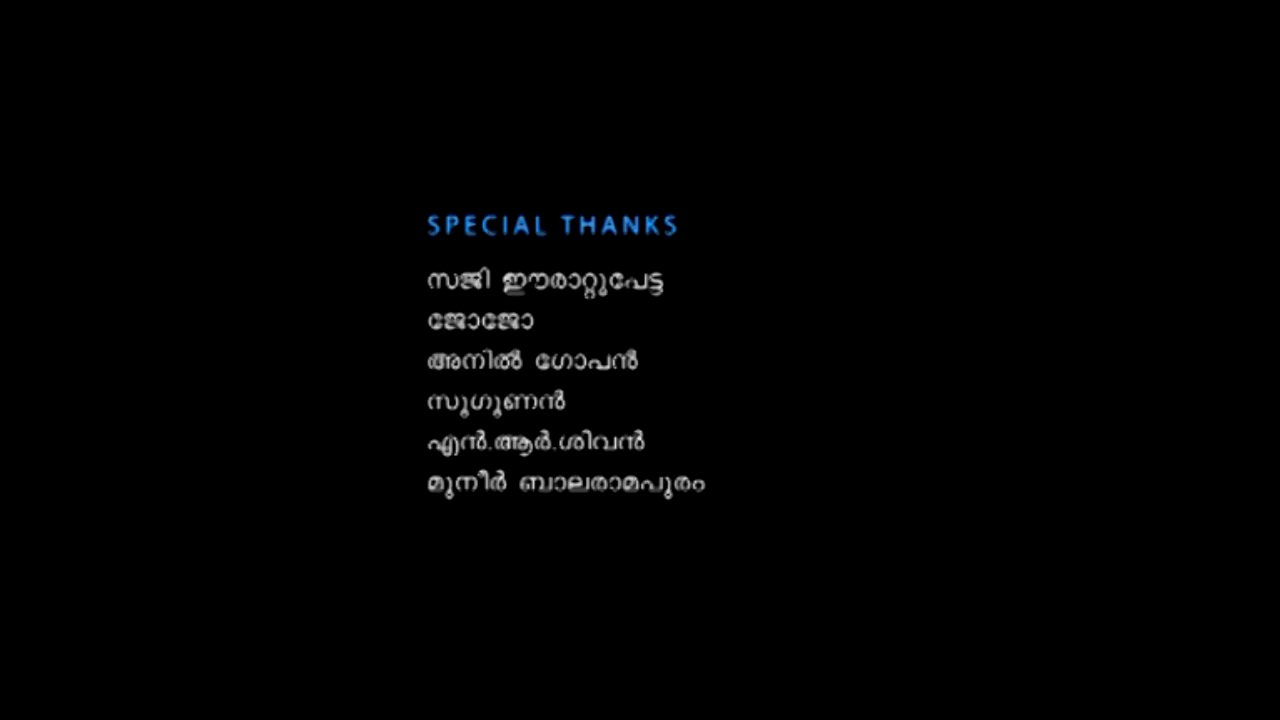 SPECIAL THANKS
സജി ഈരാറ്റുപേട്ട
ജോജോ
അനിൽ ഗോപൻ
സുഗുണൻ
എൻ.ആർ.ശിവൻ
മുനീർ ബാലരാമപുരം